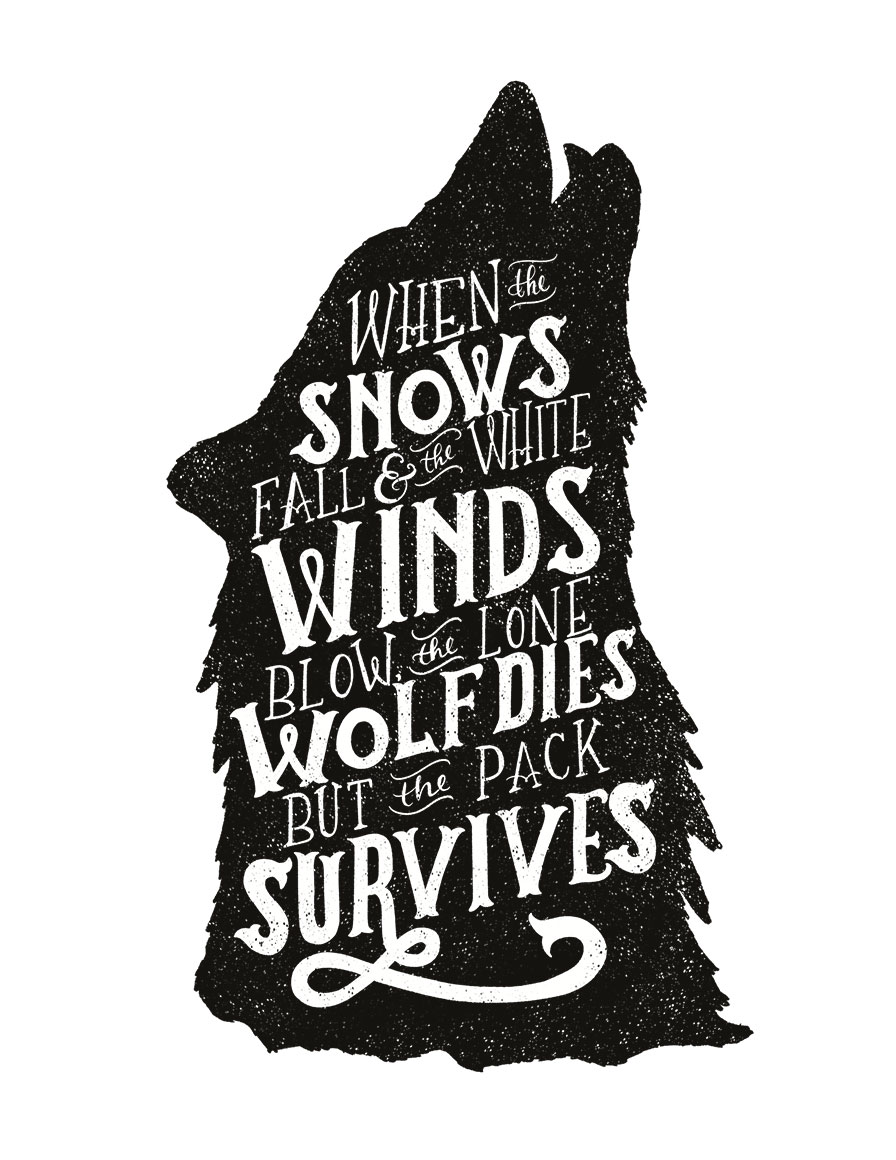 WHEN the
SNOWS
FALL & the WHITE
WINDS
BLOW, the LONE
WOLF DIES
BUT the PACK
SURVIVES